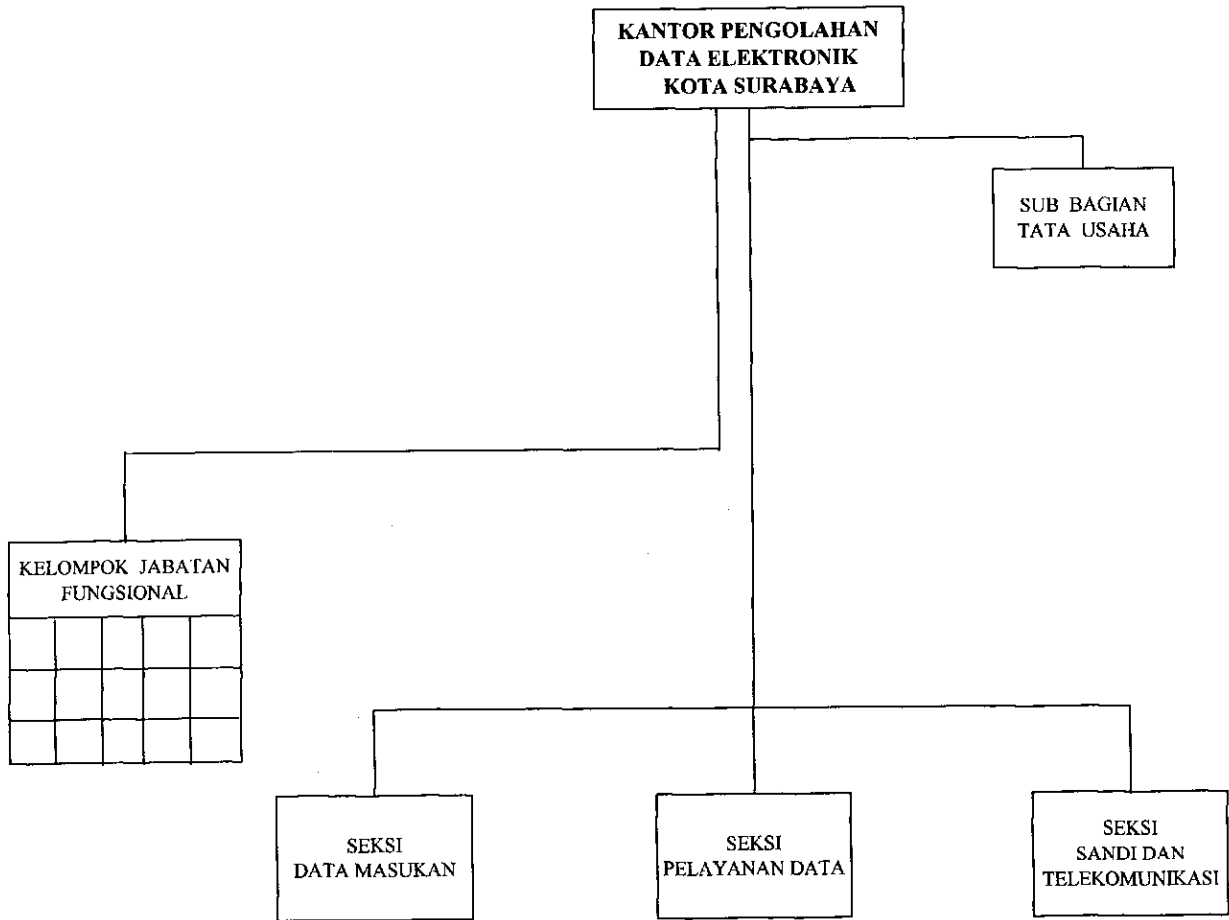 KANTOR PENGOLAHAN
DATA ELEKTRONIK
KOTA SURABAYA
SUB BAGIAN
TATA USAHA
KELOMPOK JABATAN
FUNGSIONAL
SEKSI
DATA MASUKAN
SEKSI
PELAYANAN DATA
SEKSI
SANDI DAN
TELEKOMUNIKASI